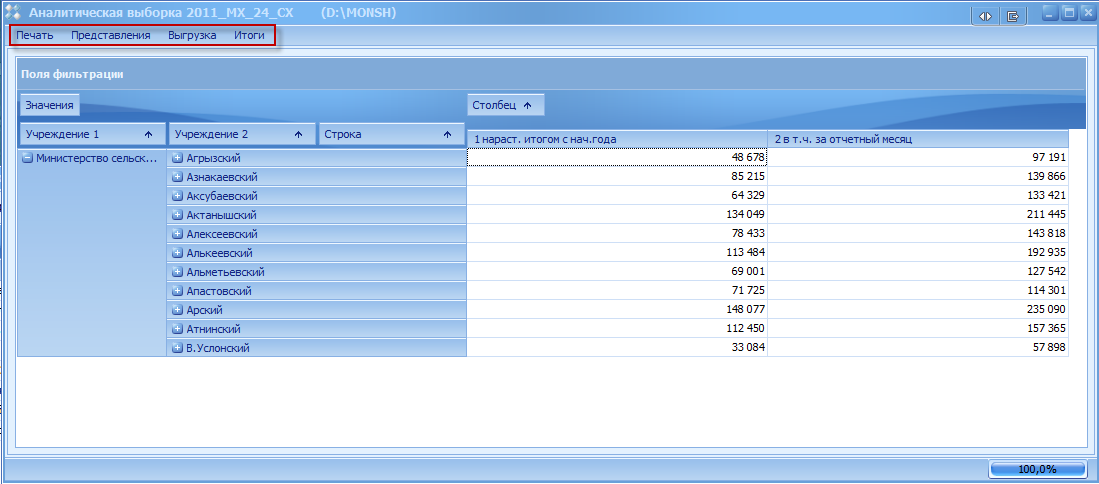 Аналитическая выборка 2011_МХ_24_СХ (D:\MONSH)
Печать Представления Выгрузка Итоги
Поля фильтрации
Значения Столбец
Учреждение 1 Учреждение 2 Строка 1 нараст. итогом с нач.года 2 в т.ч. за отчетный месяц
Министерство сельск... Агрызский 48 678 97 191
Азнакаевский 85 215 139 866
Аксубаевский 64 329 133 421
Актанышский 134 049 211 445
Алексеевский 78 433 143 818
Алькеевский 113 484 192 935
Альметьевский 69 001 127 542
Апастовский 71 725 114 301
Арский 148 077 235 090
Атнинский 112 450 157 365
В.Услонский 33 084 57 898
100,0%